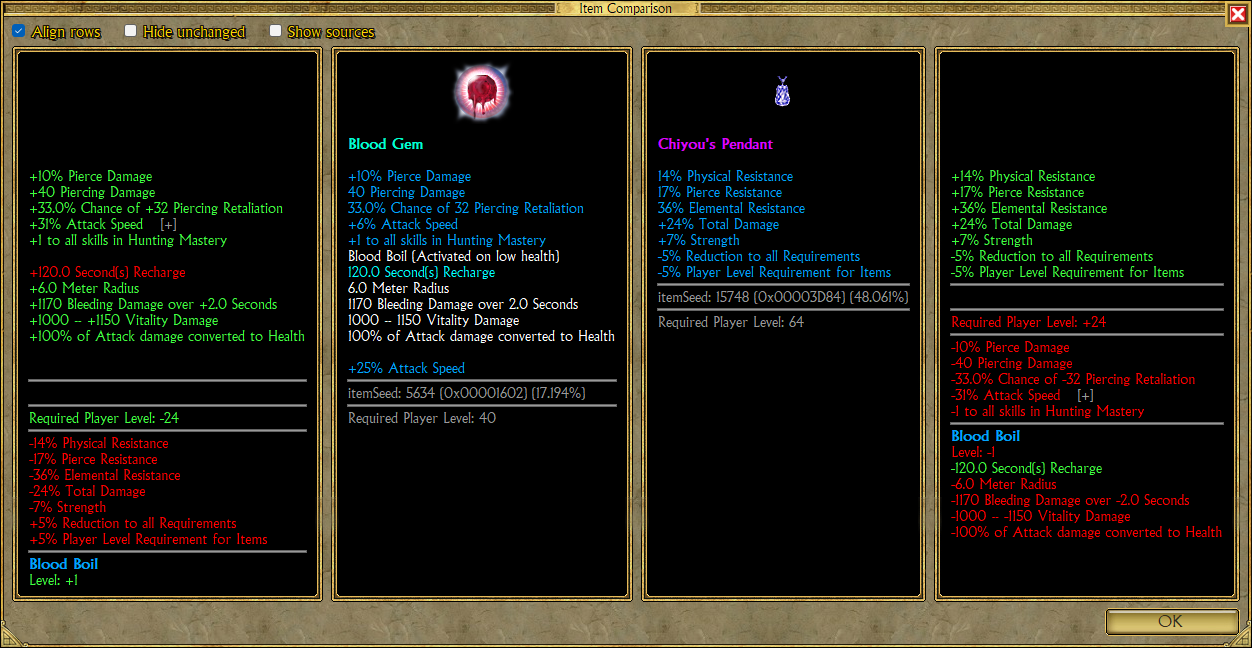 Item Comparison
Align rows
Hide unchanged
Show sources
+10% Pierce Damage
+40 Piercing Damage
+33.0% Chance of +32 Piercing Retaliation
+31% Attack Speed [+]
+1 to all skills in Hunting Mastery
+120.0 Second(s) Recharge
+6.0 Meter Radius
+1170 Bleeding Damage over +2.0 Seconds
+1000 – +1150 Vitality Damage
+100% of Attack damage converted to Health
Required Player Level: -24
-14% Physical Resistance
-17% Pierce Resistance
-36% Elemental Resistance
-24% Total Damage
-7% Strength
+5% Reduction to all Requirements
+5% Player Level Requirement for Items
Blood Boil
Level: +1
Blood Gem
+10% Pierce Damage
40 Piercing Damage
33.0% Chance of 32 Piercing Retaliation
+6% Attack Speed
+1 to all skills in Hunting Mastery
Blood Boil (Activated on low health)
120.0 Second(s) Recharge
6.0 Meter Radius
1170 Bleeding Damage over 2.0 Seconds
1000 – 1150 Vitality Damage
100% of Attack damage converted to Health
+25% Attack Speed
itemSeed: 5634 (0x00001602) (17.194%)
Required Player Level: 40
Chiyou's Pendant
14% Physical Resistance
17% Pierce Resistance
36% Elemental Resistance
+24% Total Damage
+7% Strength
-5% Reduction to all Requirements
-5% Player Level Requirement for Items
itemSeed: 15748 (0x00003D84) (48.061%)
Required Player Level: 64
+14% Physical Resistance
+17% Pierce Resistance
+36% Elemental Resistance
+24% Total Damage
+7% Strength
-5% Reduction to all Requirements
-5% Player Level Requirement for Items
Required Player Level: +24
-10% Pierce Damage
-40 Piercing Damage
-33.0% Chance of -32 Piercing Retaliation
-31% Attack Speed [+]
-1 to all skills in Hunting Mastery
Blood Boil
Level: -1
-120.0 Second(s) Recharge
-6.0 Meter Radius
-1170 Bleeding Damage over -2.0 Seconds
-1000 – -1150 Vitality Damage
-100% of Attack damage converted to Health
OK